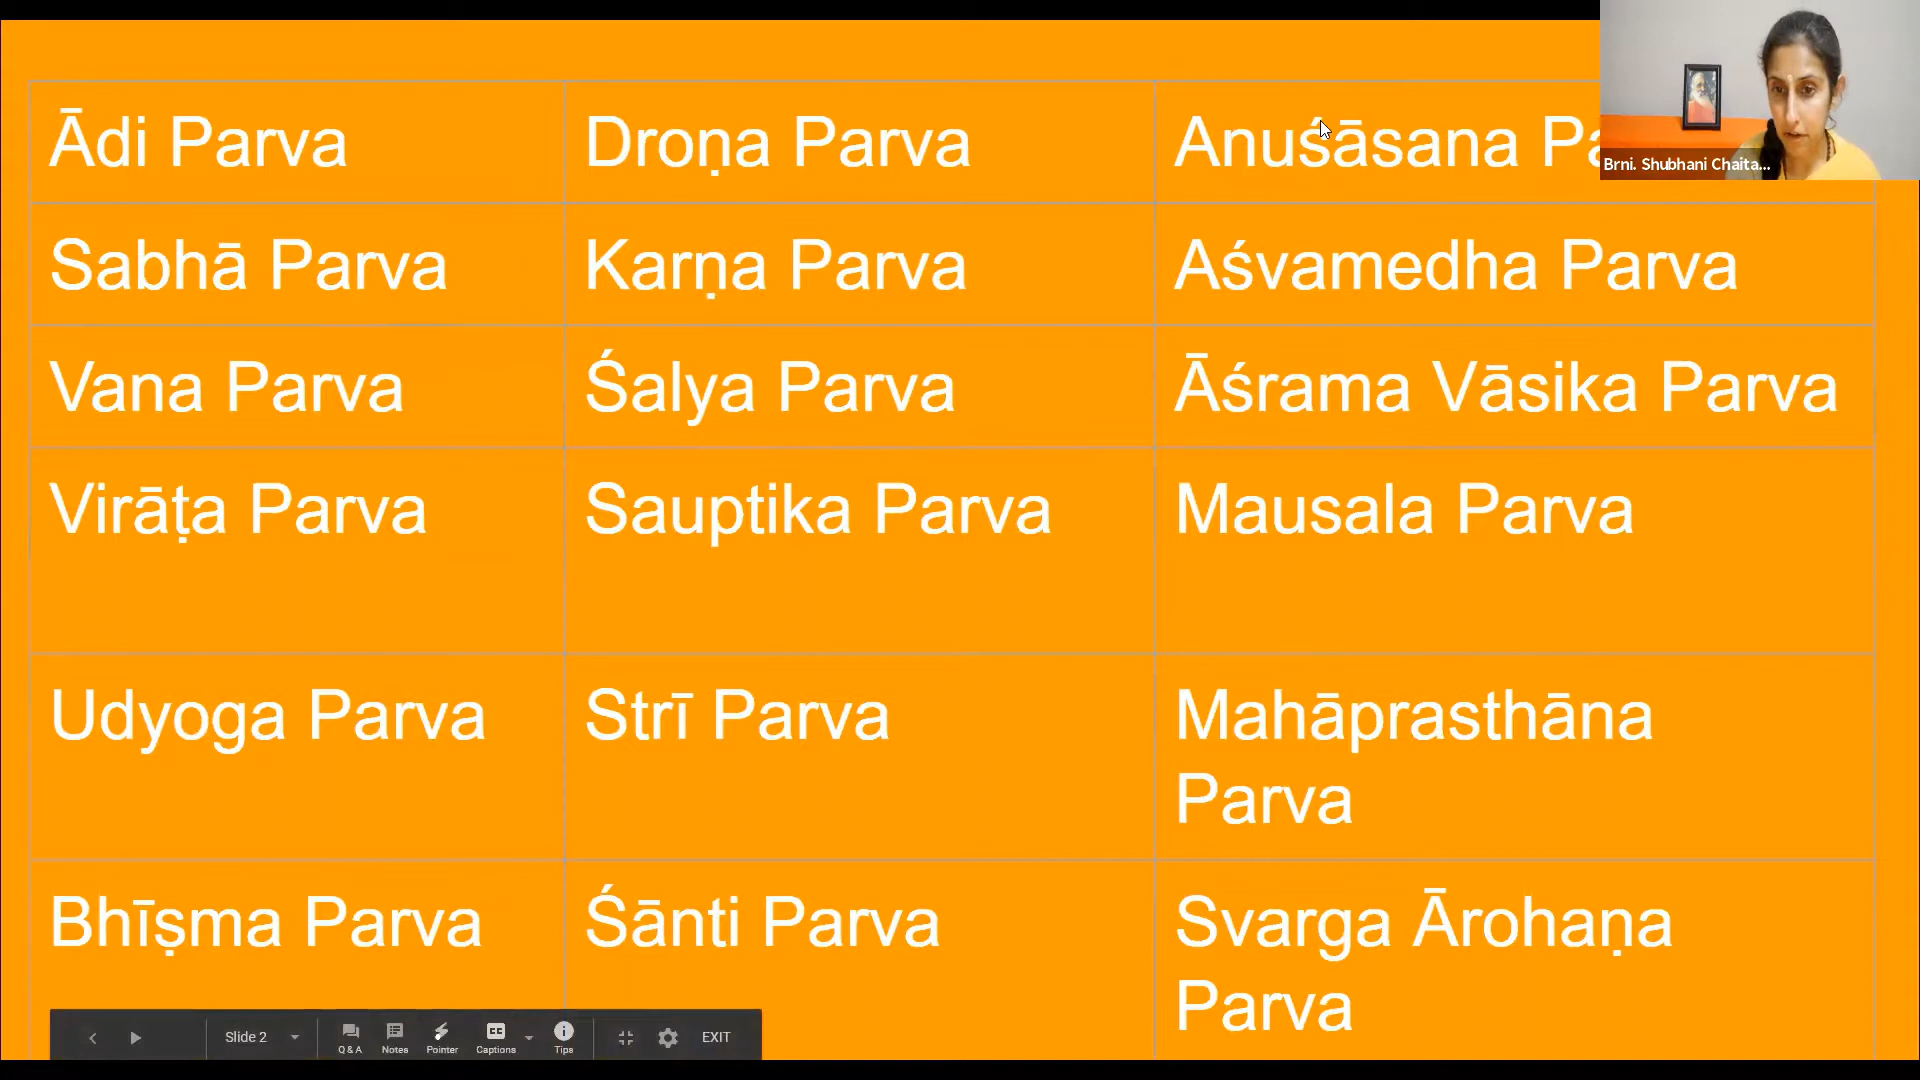 Ādi Parva
Droṇa Parva
Anuśāsana
Sabhā Parva
Karṇa Parva
Aśvamedha Parva
Vana Parva
Śalya Parva
Āśrama Vāsika Parva
Virāṭa Parva
Sauptika Parva
Mausala Parva
Udyoga Parva
Strī Parva
Mahāprasthāna
Parva
Bhīṣma Parva
Śānti Parva
Svarga Ārohaṇa
Parva
Brni. Shubhani Chaita...
Slide 2
Q & A
Notes
Pointer
CC
Captions
Tips
EXIT